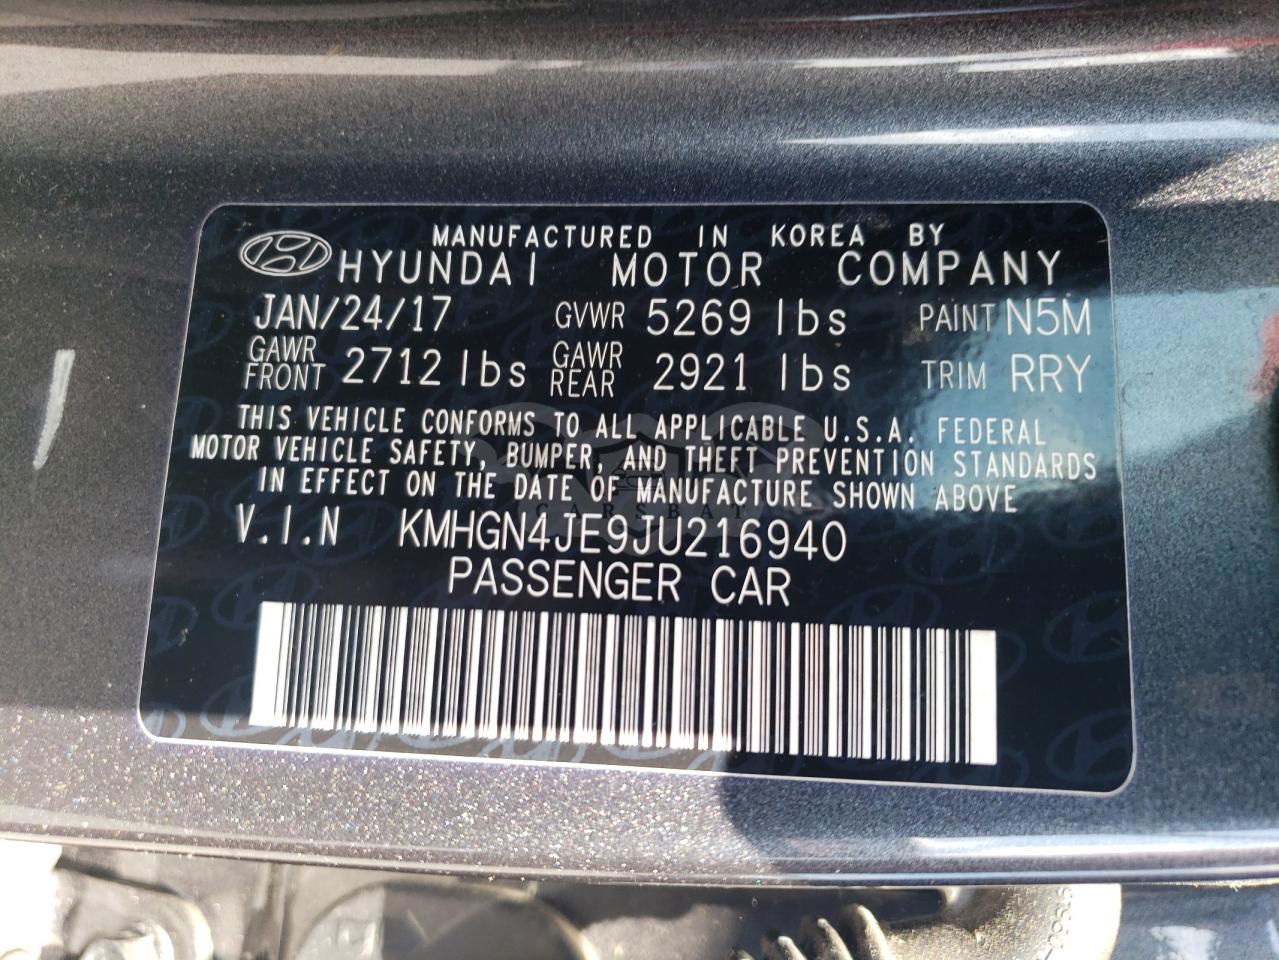 MANUFACTURED IN KOREA BY
HYUNDAI MOTOR COMPANY
JAN/24/17 GVWR 5269 lbs PAINT N5M
GAWR FRONT 2712 lbs GAWR REAR 2921 lbs TRIM RRY
THIS VEHICLE CONFORMS TO ALL APPLICABLE U.S.A. FEDERAL
MOTOR VEHICLE SAFETY, BUMPER, AND THEFT PREVENTION STANDARDS
IN EFFECT ON THE DATE OF MANUFACTURE SHOWN ABOVE
V.I.N KMHGN4JE9JU216940
PASSENGER CAR
CARSBAT